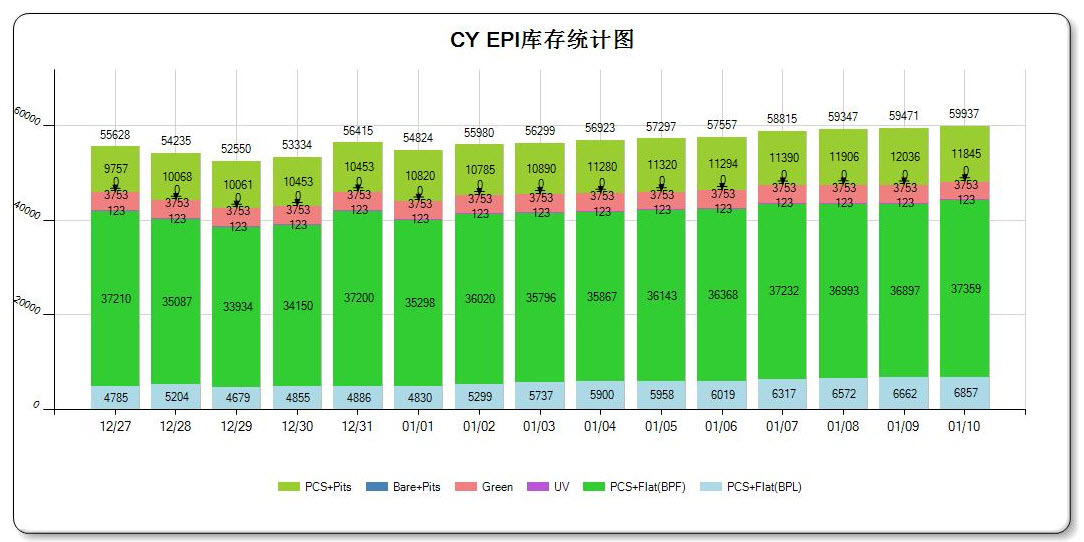 CY EPI库存统计图
60000
40000
20000
0
55628 54235 52550 53334 56415 54824 55980 56299 56923 57297 57557 58815 59347 59471 59937
9757 10068 10061 10453 10453 10820 10785 10890 11280 11320 11294 11390 11906 12036 11845
0 0 0 0 0 0 0 0 0 0 0 0 0 0 0
3753 3753 3753 3753 3753 3753 3753 3753 3753 3753 3753 3753 3753 3753 3753
123 123 123 123 123 123 123 123 123 123 123 123 123 123 123
37210 35087 33934 34150 37200 35298 36020 35796 35867 36143 36368 37232 36993 36897 37359
4785 5204 4679 4855 4886 4830 5299 5737 5900 5958 6019 6317 6572 6662 6857
12/27 12/28 12/29 12/30 12/31 01/01 01/02 01/03 01/04 01/05 01/06 01/07 01/08 01/09 01/10
PCS+Pits Bare+Pits Green UV PCS+Flat(BPF) PCS+Flat(BPL)